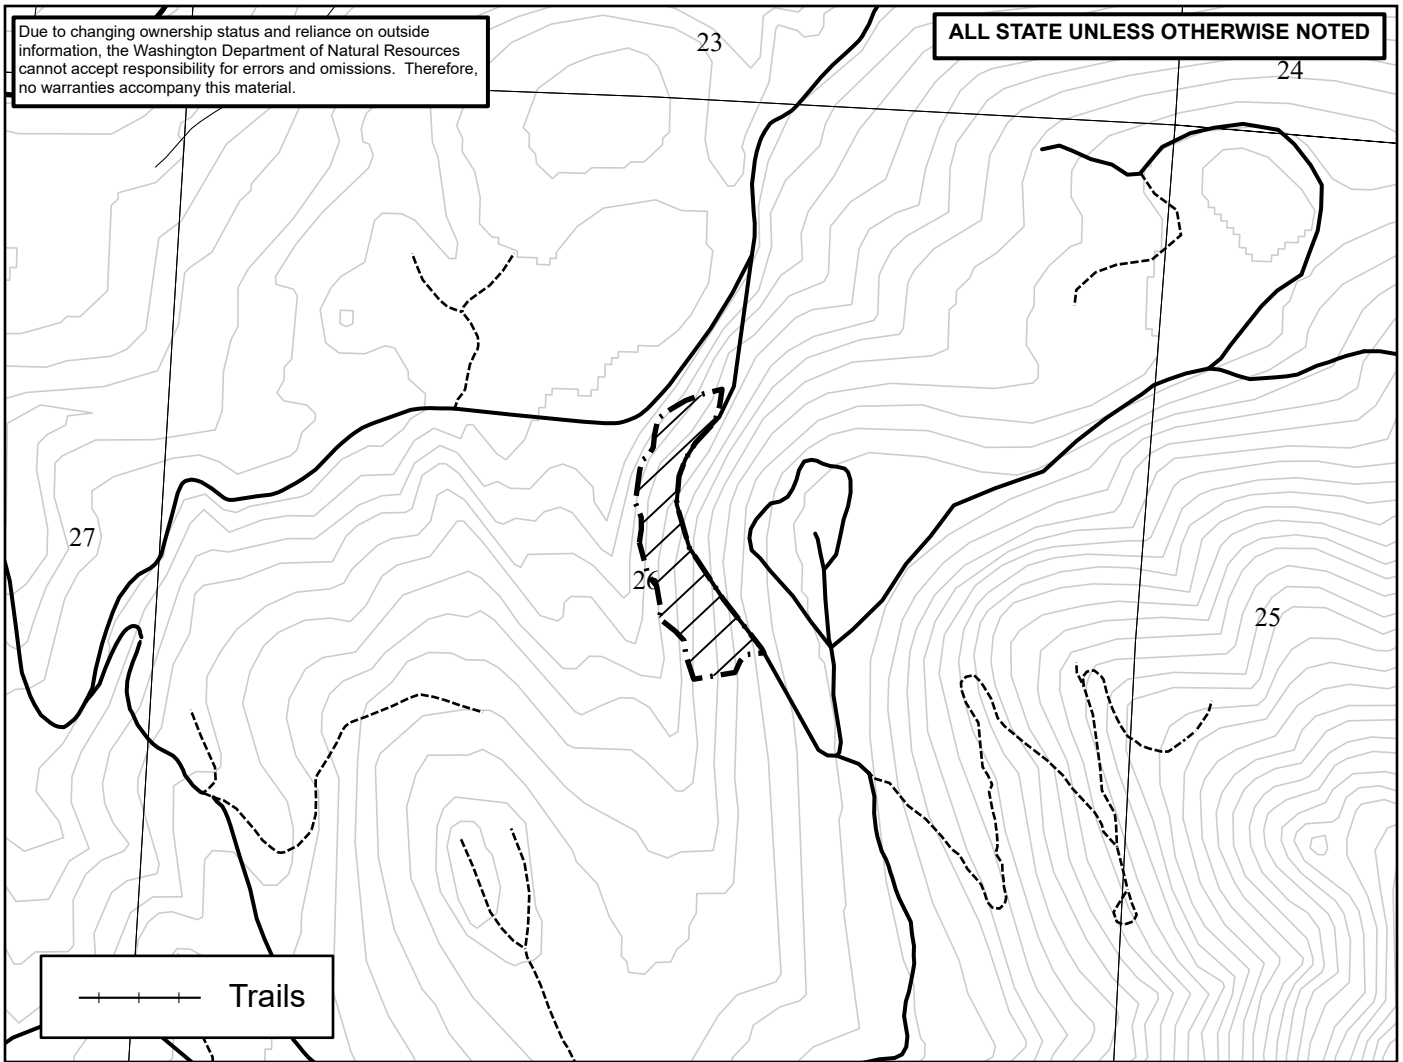 Due to changing ownership status and reliance on outside
information, the Washington Department of Natural Resources
cannot accept responsibility for errors and omissions.  Therefore,
no warranties accompany this material.
ALL STATE UNLESS OTHERWISE NOTED
23
24
27
26
25
Trails